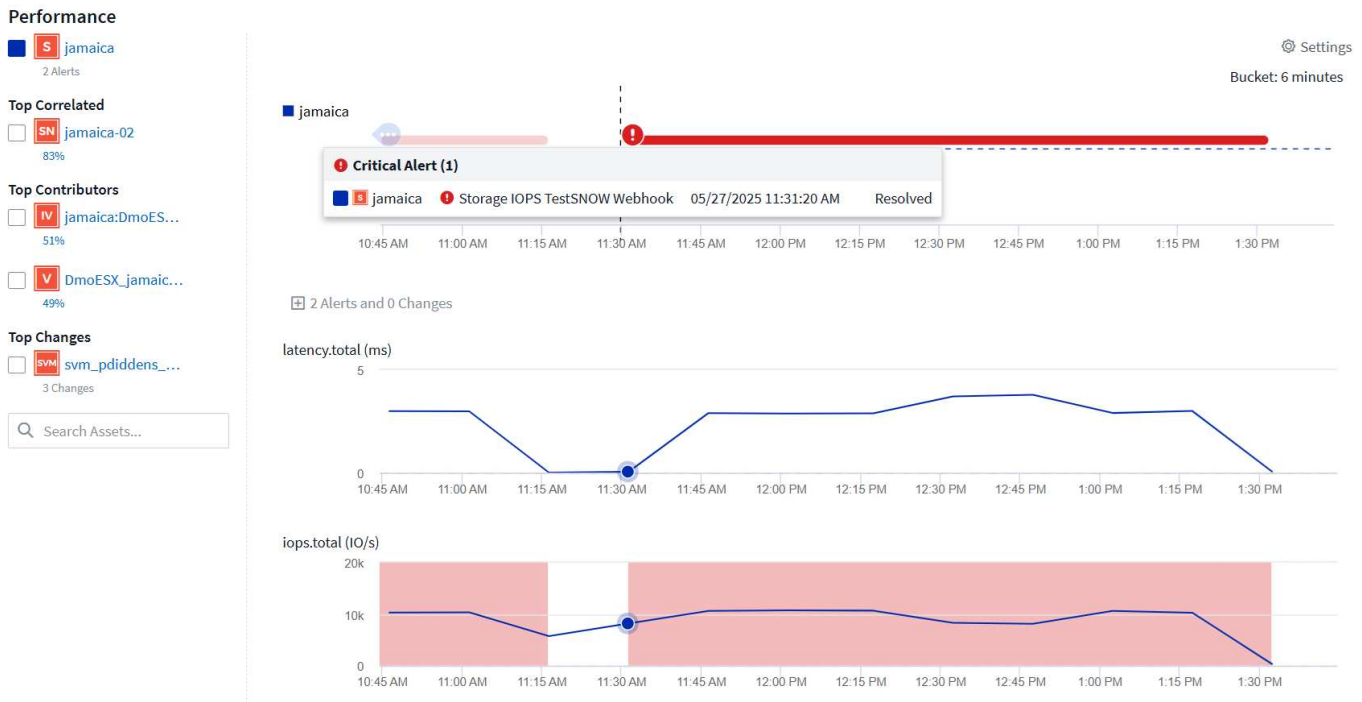 Performance
S jamaica
2 Alerts
Top Correlated
SN jamaica-02
83%
Top Contributors
IV jamaica:DmoES...
51%
V DmoESX_jamaic...
49%
Top Changes
SVM svm_pdiddens_...
3 Changes
Search Assets...
Settings
Bucket: 6 minutes
jamaica
Critical Alert (1)
S jamaica Storage IOPS TestSNOW Webhook 05/27/2025 11:31:20 AM Resolved
10:45 AM 11:00 AM 11:15 AM 11:30 AM 11:45 AM 12:00 PM 12:15 PM 12:30 PM 12:45 PM 1:00 PM 1:15 PM 1:30 PM
2 Alerts and 0 Changes
latency.total (ms)
5
0
10:45 AM 11:00 AM 11:15 AM 11:30 AM 11:45 AM 12:00 PM 12:15 PM 12:30 PM 12:45 PM 1:00 PM 1:15 PM 1:30 PM
iops.total (IO/s)
20k
10k
0
10:45 AM 11:00 AM 11:15 AM 11:30 AM 11:45 AM 12:00 PM 12:15 PM 12:30 PM 12:45 PM 1:00 PM 1:15 PM 1:30 PM